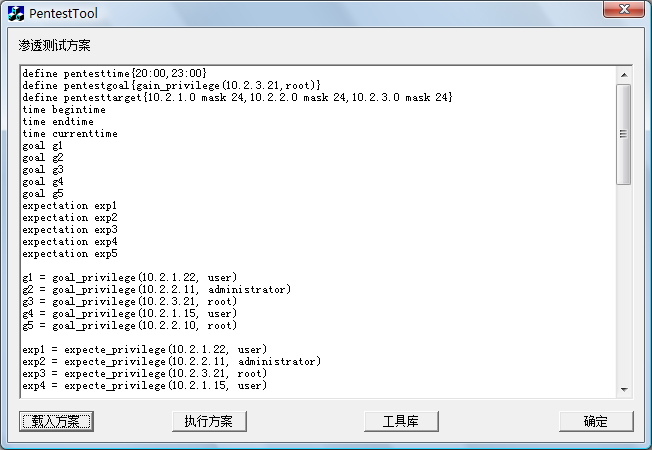 PentestTool
渗透测试方案
define pentesttime{20:00,23:00}
define pentestgoal{gain_privilege(10.2.3.21,root)}
define pentesttarget{10.2.1.0 mask 24,10.2.2.0 mask 24,10.2.3.0 mask 24}
time begintime
time endtime
time currenttime
goal g1
goal g2
goal g3
goal g4
goal g5
expectation exp1
expectation exp2
expectation exp3
expectation exp4
expectation exp5
g1 = goal_privilege(10.2.1.22, user)
g2 = goal_privilege(10.2.2.11, administrator)
g3 = goal_privilege(10.2.3.21, root)
g4 = goal_privilege(10.2.1.15, user)
g5 = goal_privilege(10.2.2.10, root)
exp1 = expecte_privilege(10.2.1.22, user)
exp2 = expecte_privilege(10.2.2.11, administrator)
exp3 = expecte_privilege(10.2.3.21, root)
exp4 = expecte_privilege(10.2.1.15, user)
载入方案 执行方案 工具库 确定